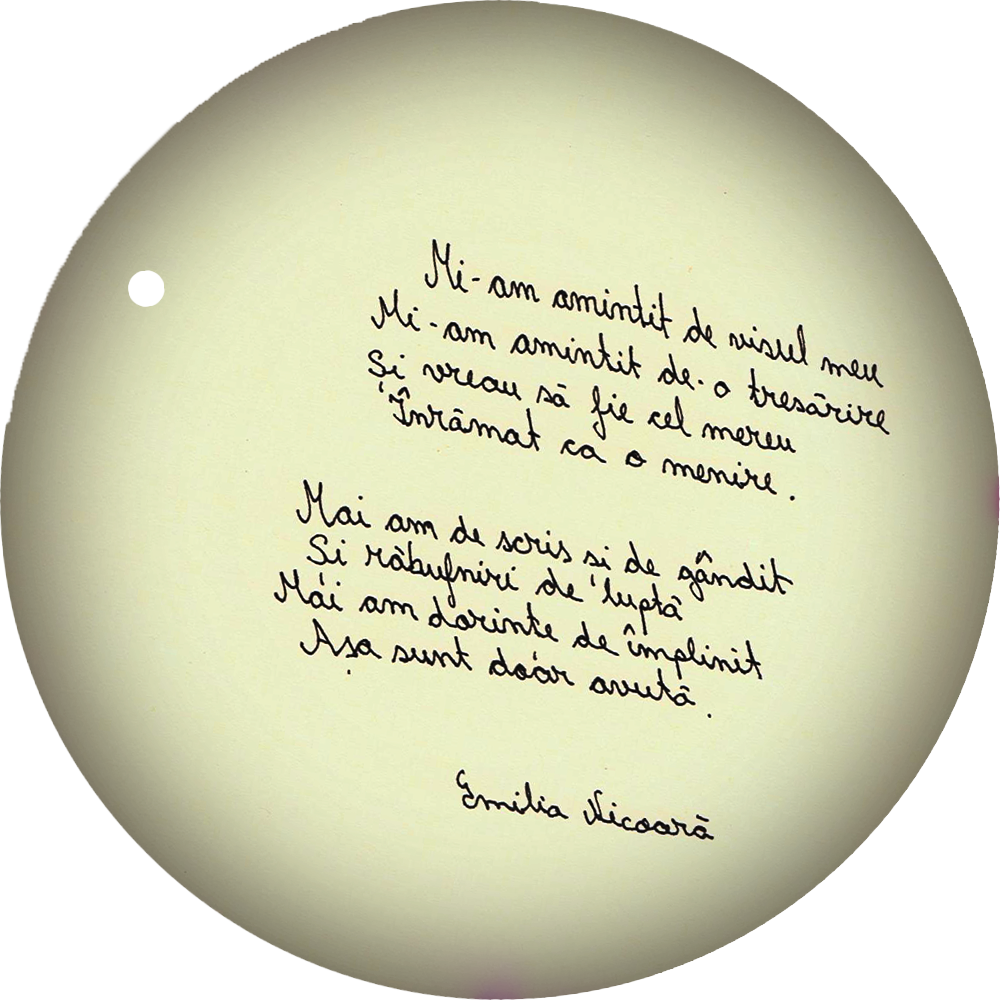 Mi-am amintit de visul meu
Mi-am amintit de-o tresărire
Și vreau să fie cel mereu
Înrămat ca o menire.
Mai am de scris și de gândit
Și răbufniri de luptă
Mai am dorințe de împlinit
Așa sunt doar avută.
Emilia Nicoară